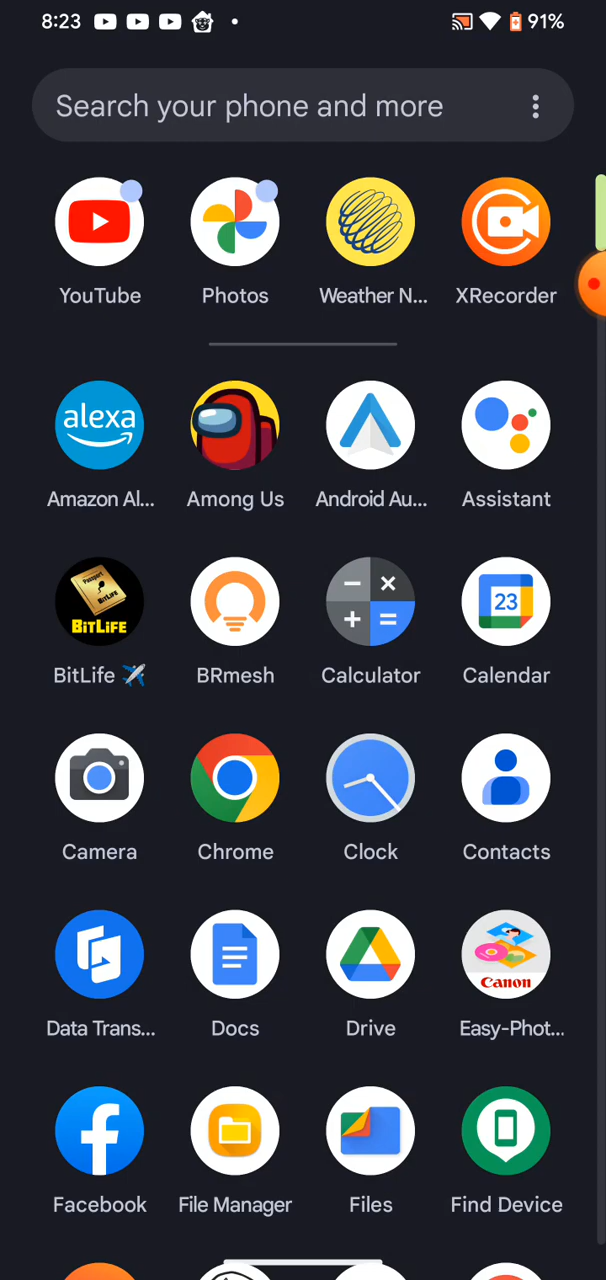 8:23
91%
Search your phone and more
YouTube
Photos
Weather N...
XRecorder
alexa
Amazon Al...
Among Us
Android Au...
Assistant
Passport
BitLife
BITLIFE
BitLife ✈️
BRmesh
Calculator
23
Calendar
Camera
Chrome
Clock
Contacts
Data Trans...
Docs
Drive
Canon
Easy-Phot...
Facebook
File Manager
Files
Find Device